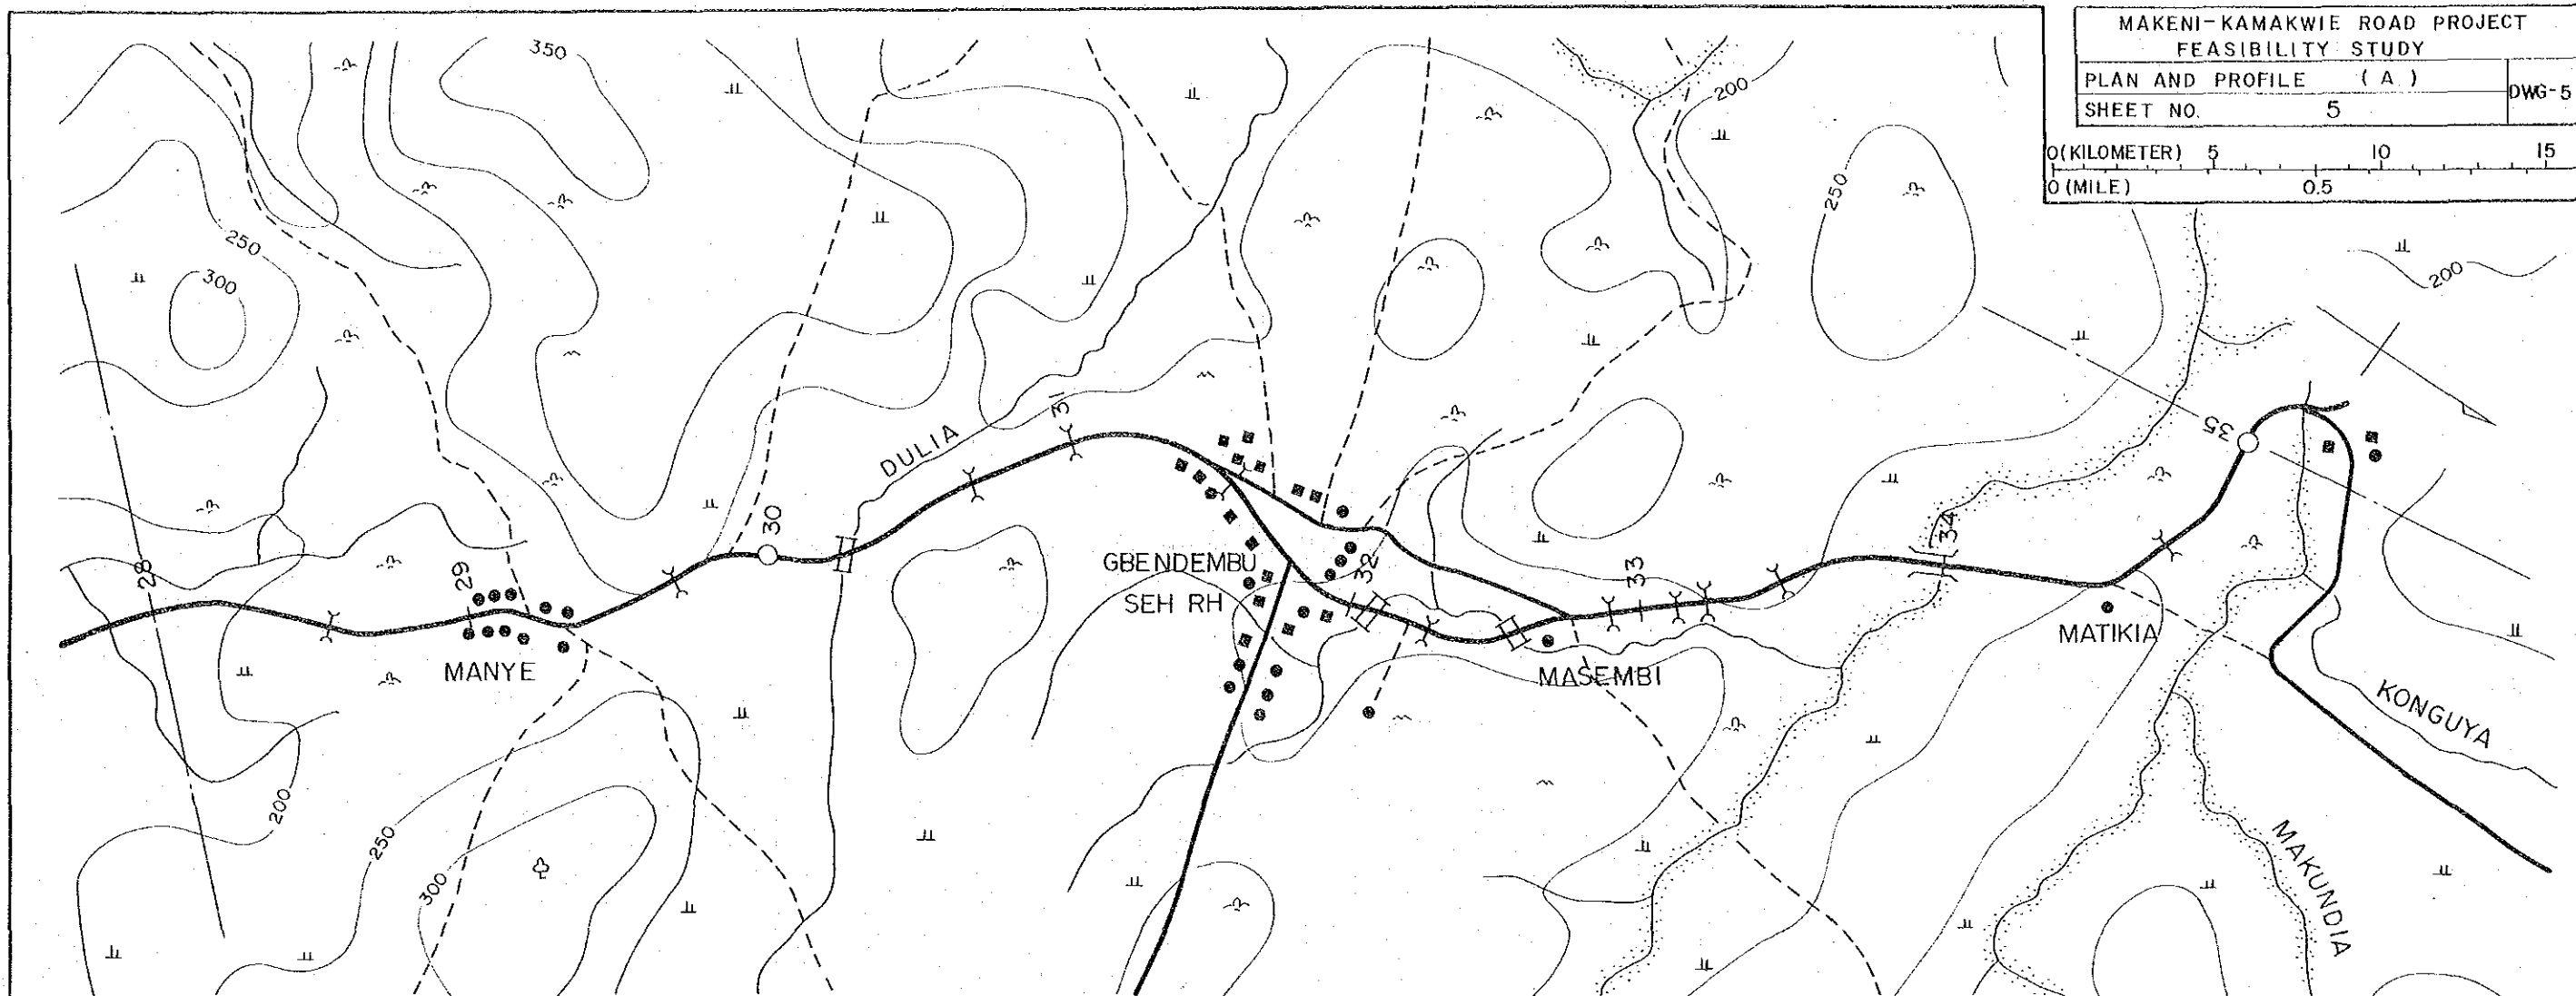 MAKENI-KAMAKWIE ROAD PROJECT
FEASIBILITY STUDY
PLAN AND PROFILE ( A )
DWG-5
SHEET NO. 5
0(KILOMETER) 5 10 15
0 (MILE) 0.5
350
200
250
250
300
200
31
DULIA
35
30
34
28
29
GBENDEMBU
SEH RH
32
33
MANYE
MASEMBI
MATIKIA
KONGUYA
200
250
300
MAKUNDIA